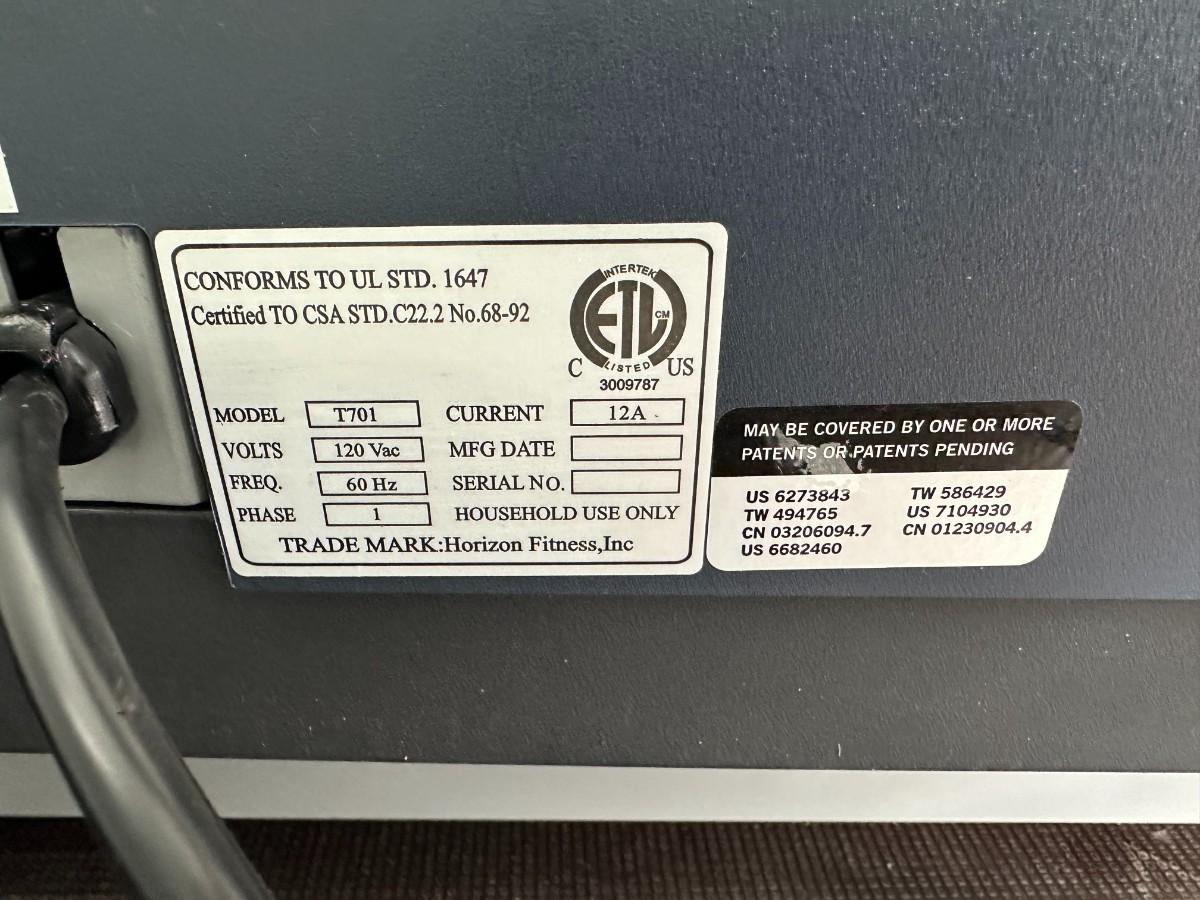 CONFORMS TO UL STD. 1647
Certified TO CSA STD.C22.2 No.68-92
INTERTEK
ETL CM
LISTED
C US
3009787
MODEL T701 CURRENT 12A
VOLTS 120 Vac MFG DATE
FREQ. 60 Hz SERIAL NO.
PHASE 1 HOUSEHOLD USE ONLY
TRADE MARK:Horizon Fitness,Inc
MAY BE COVERED BY ONE OR MORE
PATENTS OR PATENTS PENDING
US 6273843 TW 586429
TW 494765 US 7104930
CN 03206094.7 CN 01230904.4
US 6682460